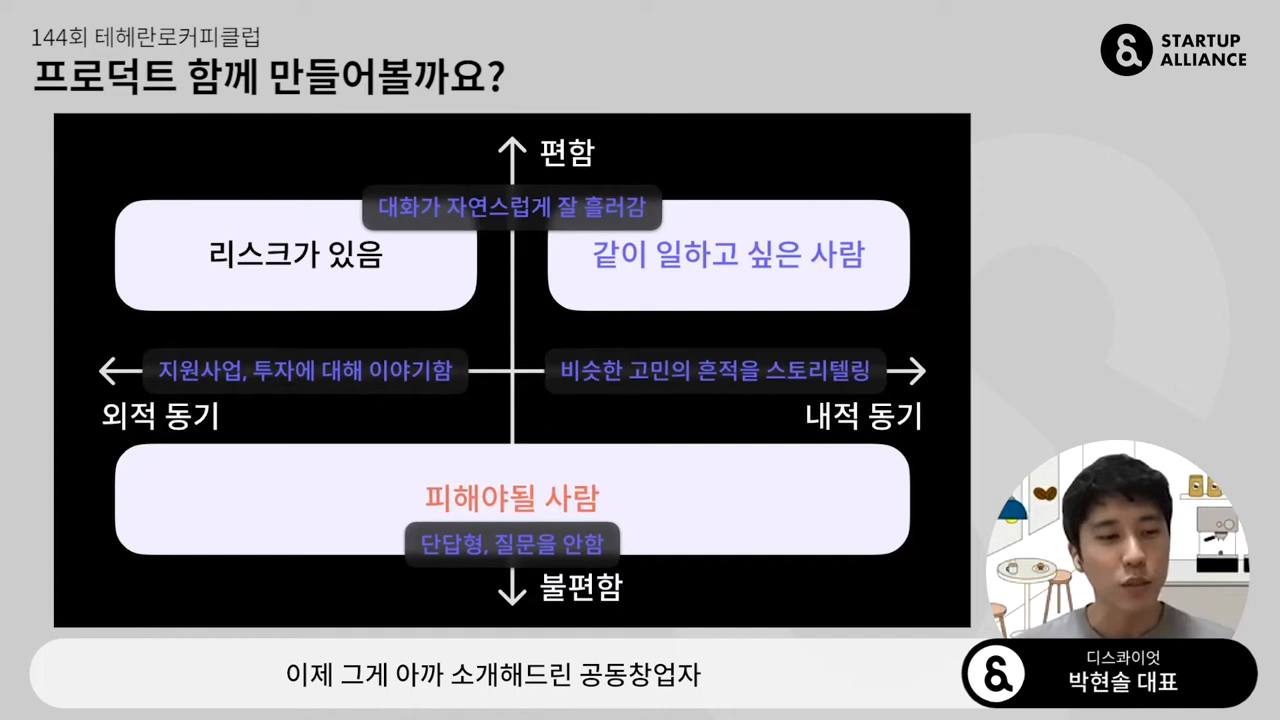 144회 테헤란로커피클럽
프로덕트 함께 만들어볼까요?
STARTUP
ALLIANCE
편함
대화가 자연스럽게 잘 흘러감
리스크가 있음
같이 일하고 싶은 사람
지원사업, 투자에 대해 이야기함
비슷한 고민의 흔적을 스토리텔링
외적 동기
내적 동기
피해야될 사람
단답형, 질문을 안함
불편함
이제 그게 아까 소개해드린 공동창업자
디스콰이엇
박현솔 대표